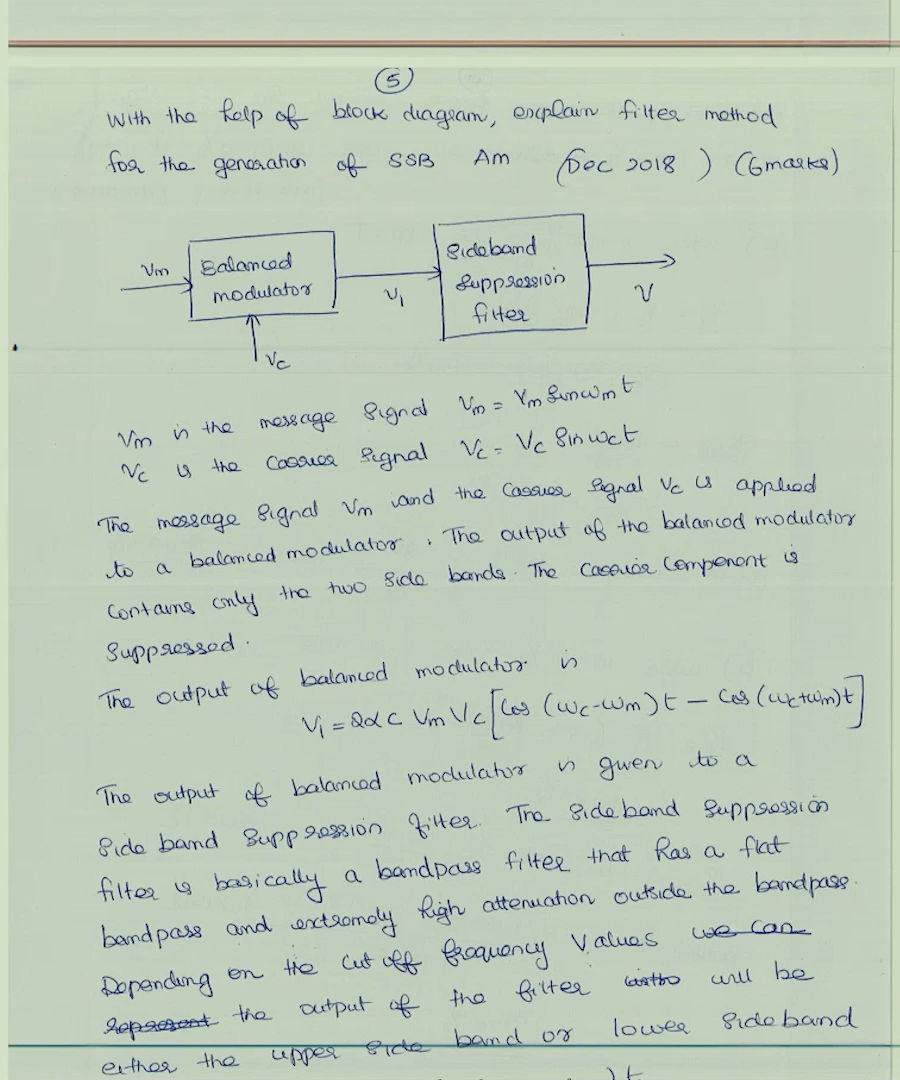 5
With the help of block diagram, explain filter method
for the generation of SSB Am (Dec 2018) (6marks)
Vm
Balanced
modulator
Vc
V1
Sideband
Suppression
filter
V
Vm is the message signal Vm = Vm Sinωmt
Vc is the Carrier Signal Vc = Vc Sin ωct
The message signal Vm and the Carrier signal Vc is applied
to a balanced modulator. The output of the balanced modulator
Contains only the two side bands. The Carrier Component is
Suppressed.
The output of balanced modulator is
V1 = 2αC Vm Vc [Cos (ωc-ωm)t - Cos (ωc+ωm)t]
The output of balanced modulator is given to a
Side band Suppression filter. The Sideband Suppression
filter is basically a bandpass filter that has a flat
bandpass and extremely high attenuation outside the bandpass.
Depending on the cut off frequency values we can
represent the output of the filter will be
either the upper side band or lower sideband
)t